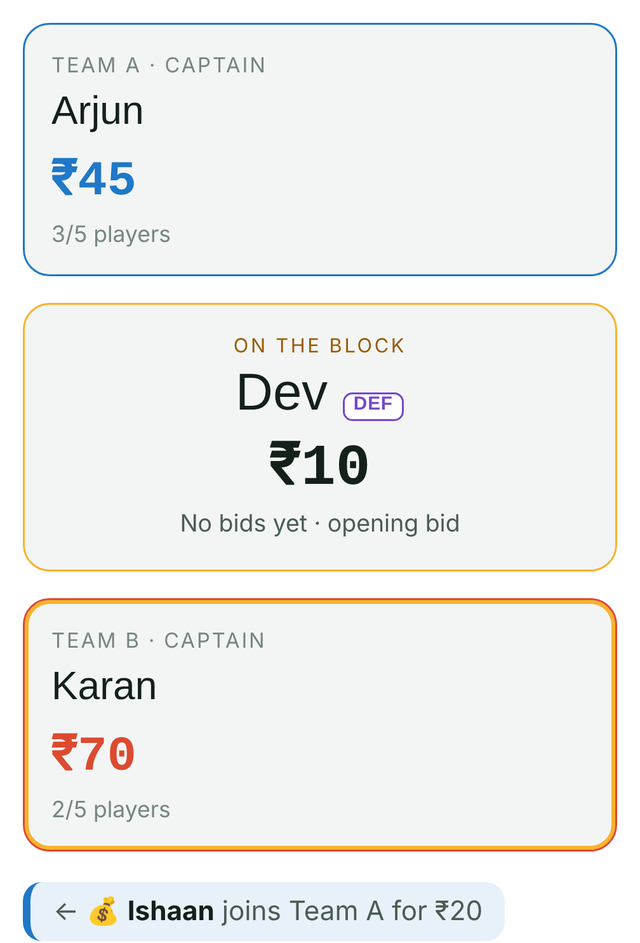 TEAM A · CAPTAIN
Arjun
₹45
3/5 players
ON THE BLOCK
Dev DEF
₹10
No bids yet · opening bid
TEAM B · CAPTAIN
Karan
₹70
2/5 players
← 💰 Ishaan joins Team A for ₹20